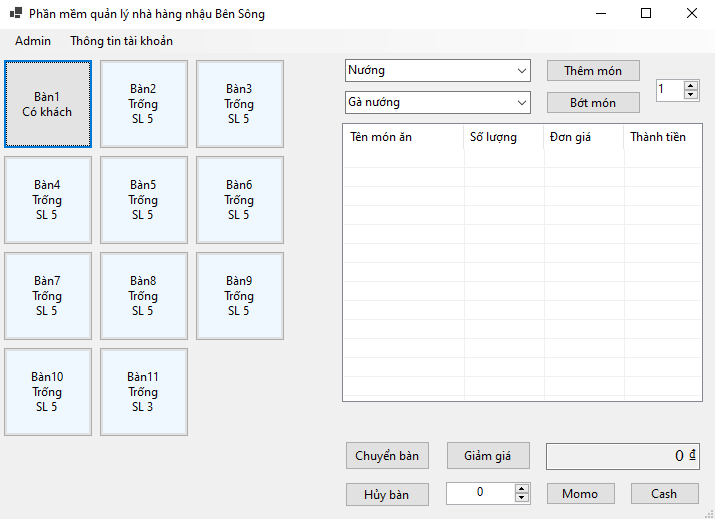 Phần mềm quản lý nhà hàng nhậu Bên Sông
Admin Thông tin tài khoản
Bàn1
Có khách
Bàn2
Trống
SL 5
Bàn3
Trống
SL 5
Bàn4
Trống
SL 5
Bàn5
Trống
SL 5
Bàn6
Trống
SL 5
Bàn7
Trống
SL 5
Bàn8
Trống
SL 5
Bàn9
Trống
SL 5
Bàn10
Trống
SL 5
Bàn11
Trống
SL 3
Nướng
Thêm món
1
Gà nướng
Bớt món
Tên món ăn Số lượng Đơn giá Thành tiền
Chuyển bàn Giảm giá 0 ₫
Hủy bàn 0 Momo Cash